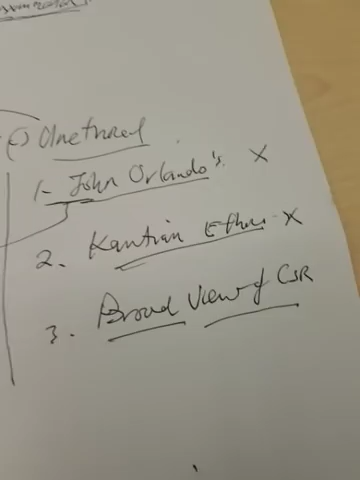 (-) Unethical
1- John Orlando's X
2. Kantian Ethics X
3. Broad View of CSR